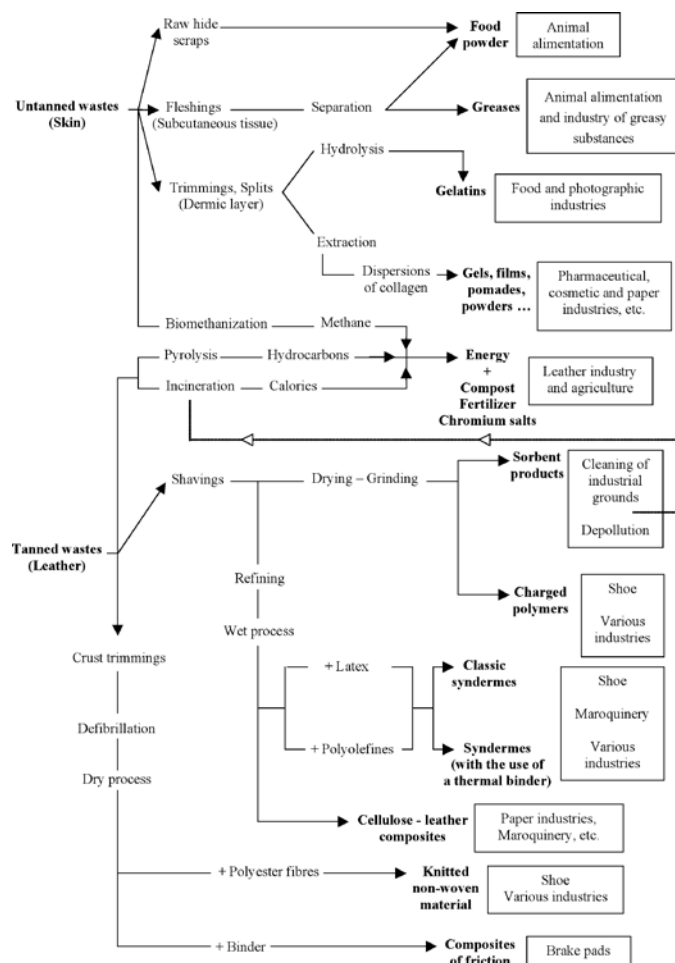 Raw hide
scraps
Food
powder
Animal
alimentation
Untanned wastes
(Skin)
Fleshings
(Subcutaneous tissue)
Separation
Greases
Animal alimentation
and industry of greasy
substances
Hydrolysis
Trimmings, Splits
(Dermic layer)
Gelatins
Food and photographic
industries
Extraction
Dispersions
of collagen
Gels, films,
pomades,
powders ...
Pharmaceutical,
cosmetic and paper
industries, etc.
Biomethanization
Methane
Pyrolysis
Hydrocarbons
Incineration
Calories
Energy
+
Compost
Fertilizer
Chromium salts
Leather industry
and agriculture
Shavings
Drying – Grinding
Sorbent
products
Cleaning of
industrial
grounds
Depollution
Tanned wastes
(Leather)
Refining
Wet process
Charged
polymers
Shoe
Various
industries
Crust trimmings
Defibrillation
Dry process
+ Latex
Classic
syndermes
+ Polyolefines
Syndermes
(with the use of
a thermal binder)
Shoe
Maroquinery
Various
industries
Cellulose - leather
composites
Paper industries,
Maroquinery, etc.
+ Polyester fibres
Knitted
non-woven
material
Shoe
Various industries
+ Binder
Composites
of friction
Brake pads